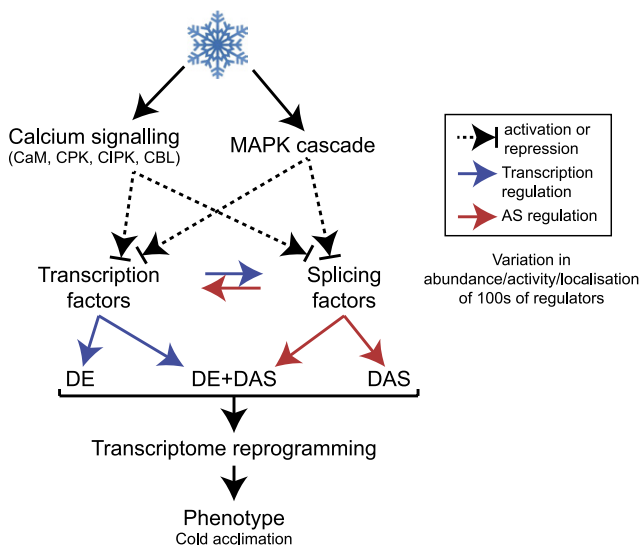 Calcium signalling
(CaM, CPK, CIPK, CBL)
MAPK cascade
activation or
repression
Transcription
regulation
AS regulation
Variation in
abundance/activity/localisation
of 100s of regulators
Transcription
factors
Splicing
factors
DE
DE+DAS
DAS
Transcriptome reprogramming
Phenotype
Cold acclimation